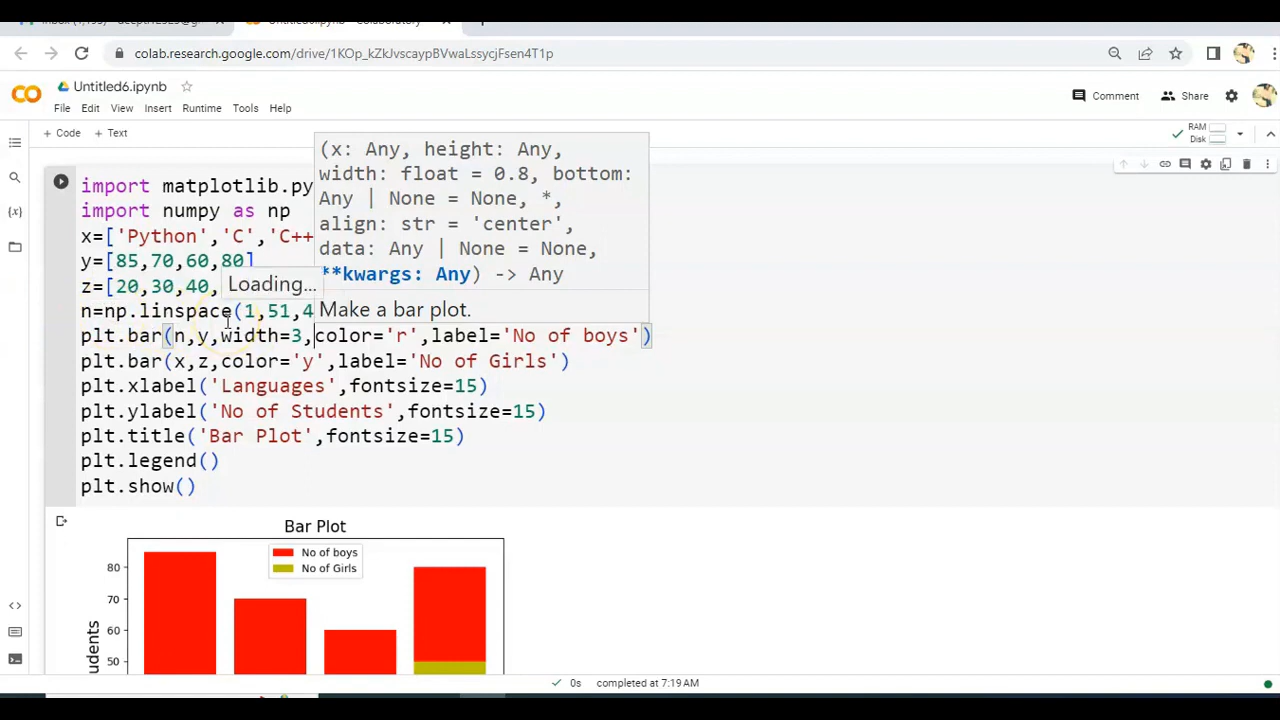 colab.research.google.com/drive/1KOp_kZkJvscaypBVwaLssycjFsen4T1p
Untitled6.ipynb
File Edit View Insert Runtime Tools Help
Comment
Share
+ Code + Text
RAM
Disk
(x: Any, height: Any,
width: float = 0.8, bottom:
Any | None = None, *,
align: str = 'center',
data: Any | None = None,
**kwargs: Any) -> Any
Make a bar plot.
Loading...
import matplotlib.py
import numpy as np
x=['Python','C','C++
y=[85,70,60,80]
z=[20,30,40,
n=np.linspace(1,51,4
plt.bar(n,y,width=3,color='r',label='No of boys')
plt.bar(x,z,color='y',label='No of Girls')
plt.xlabel('Languages',fontsize=15)
plt.ylabel('No of Students',fontsize=15)
plt.title('Bar Plot',fontsize=15)
plt.legend()
plt.show()
Bar Plot
No of boys
No of Girls
80
70
60
50
udents
0s completed at 7:19 AM